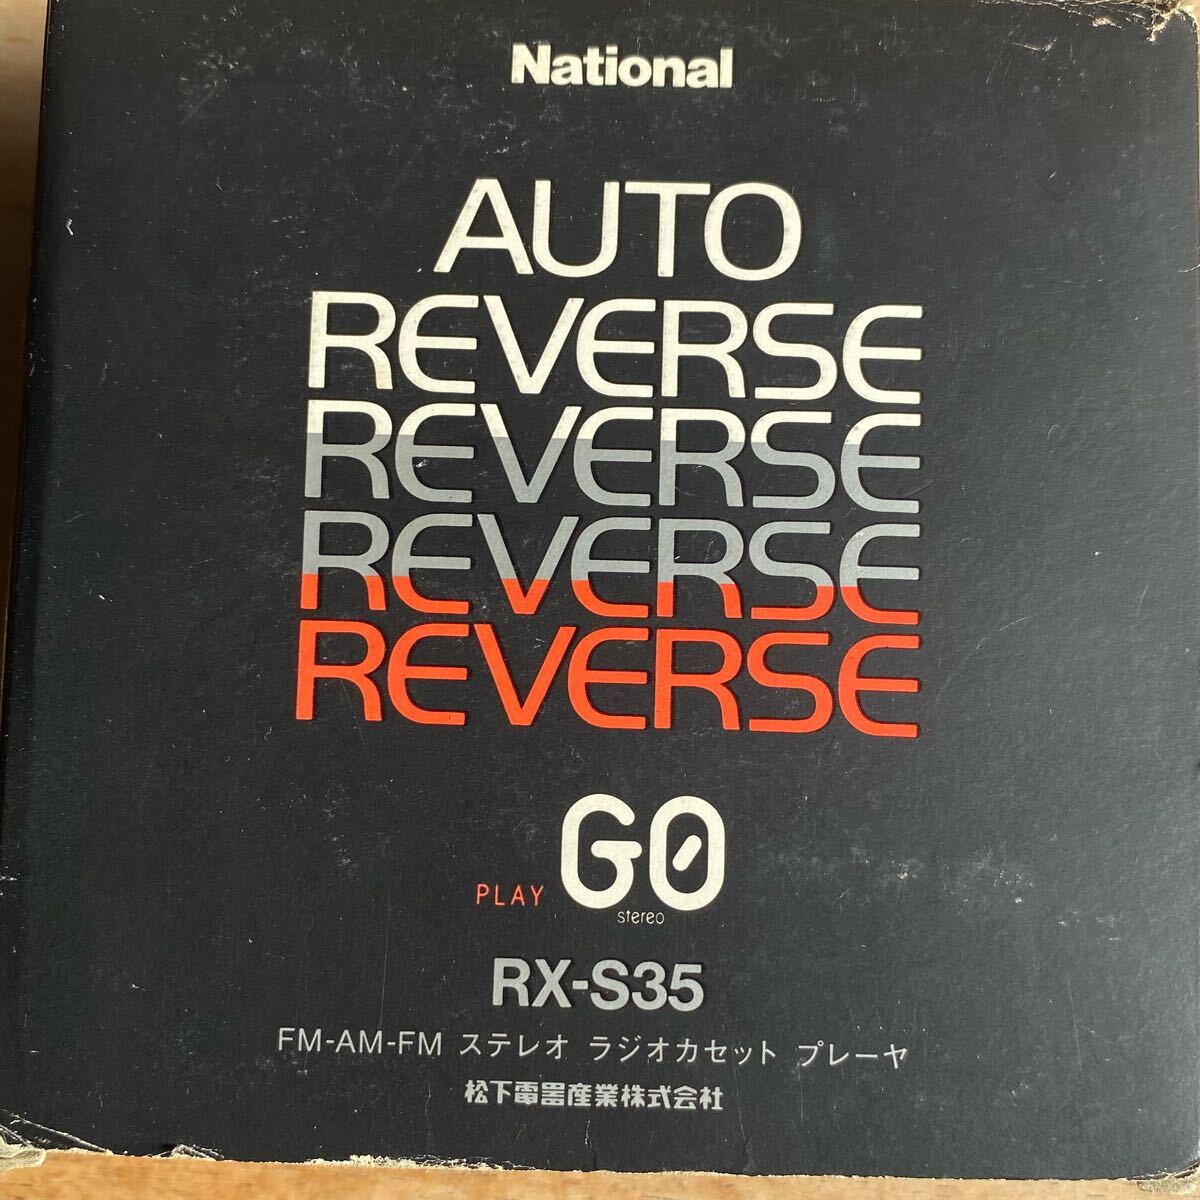 National
AUTO
REVERSE
REVERSE
REVERSE
REVERSE
PLAY GO
stereo
RX-S35
FM-AM-FM ステレオ ラジオカセット プレーヤ
松下電器産業株式会社